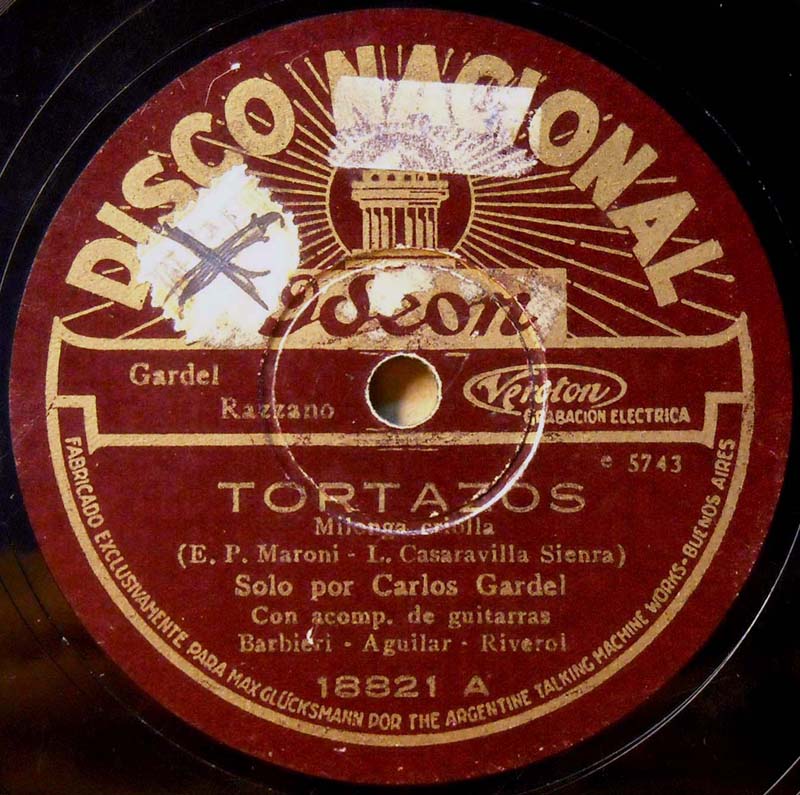 DISCO NACIONAL
Odeon
Gardel
Razzano
Veroton
GRABACION ELECTRICA
e 5743
TORTAZOS
Milonga criolla
(E. P. Maroni - L. Casaravilla Sienra)
Solo por Carlos Gardel
Con acomp. de guitarras
Barbieri - Aguilar - Riverol
18821 A
FABRICADO EXCLUSIVAMENTE PARA MAX GLÜCKSMANN POR THE ARGENTINE TALKING MACHINE WORKS - BUENOS AIRES